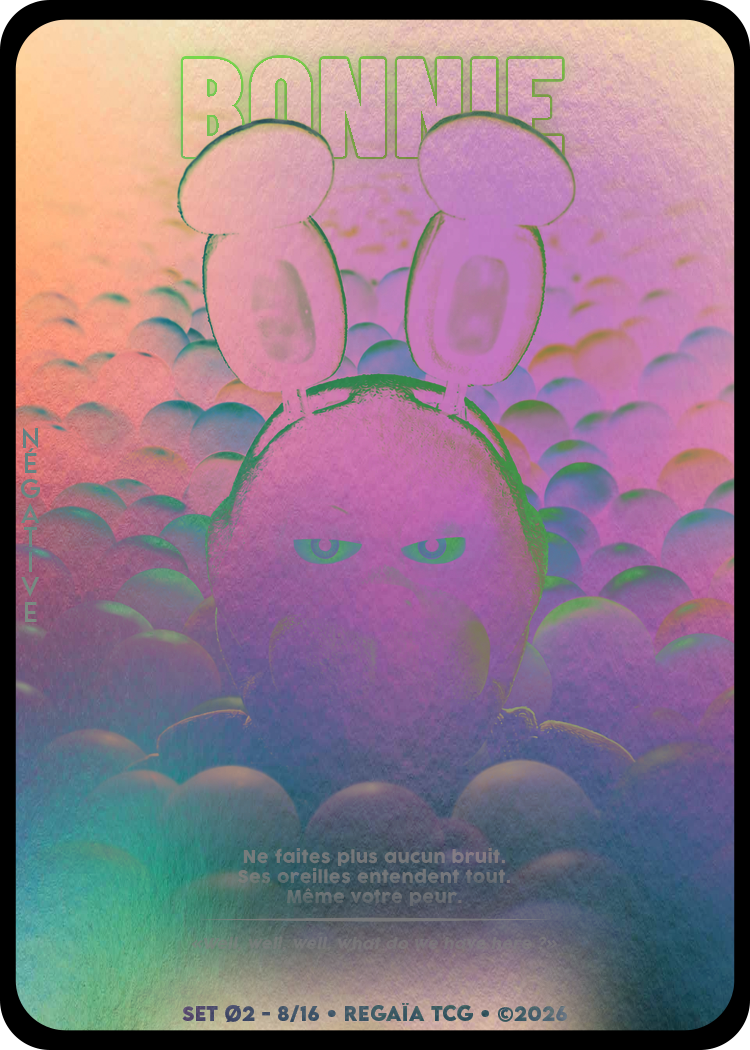 BONNIE
NÉGATIVE
Ne faites plus aucun bruit.
Ses oreilles entendent tout.
Même votre peur.
well, well, what do we have here ?»
SET Ø2 - 8/16 • REGAÏA TCG • ©2026